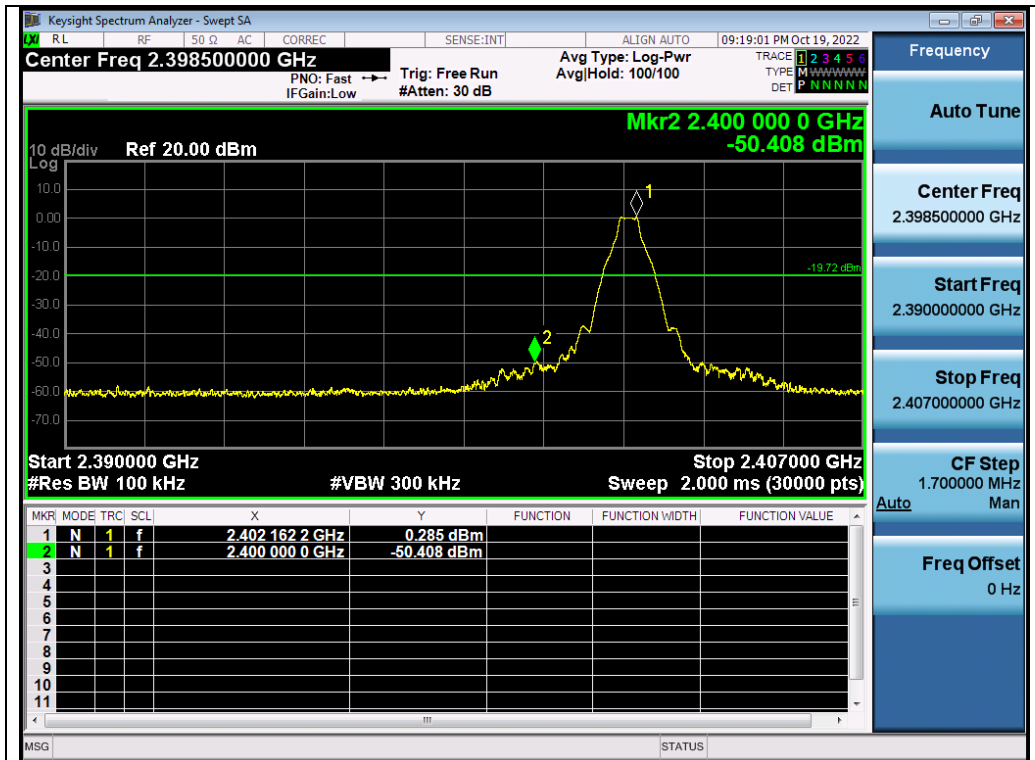 Keysight Spectrum Analyzer - Swept SA
LXI RL RF 50 Ω AC CORREC SENSE:INT ALIGN AUTO 09:19:01 PM Oct 19, 2022
Center Freq 2.398500000 GHz
PNO: Fast
IFGain:Low
Trig: Free Run
#Atten: 30 dB
Avg Type: Log-Pwr
Avg|Hold: 100/100
TRACE 1 2 3 4 5 6
TYPE M WWWWW
DET P N N N N N
Mkr2 2.400 000 0 GHz
-50.408 dBm
10 dB/div Ref 20.00 dBm
Log
10.0
0.00
-10.0
-20.0
-30.0
-40.0
-50.0
-60.0
-70.0
1
-19.72 dBm
2
Start 2.390000 GHz Stop 2.407000 GHz
#Res BW 100 kHz #VBW 300 kHz Sweep 2.000 ms (30000 pts)
MKR MODE TRC SCL X Y FUNCTION FUNCTION WIDTH FUNCTION VALUE
1 N 1 f 2.402 162 2 GHz 0.285 dBm
2 N 1 f 2.400 000 0 GHz -50.408 dBm
3
4
5
6
7
8
9
10
11
MSG STATUS
Frequency
Auto Tune
Center Freq
2.398500000 GHz
Start Freq
2.390000000 GHz
Stop Freq
2.407000000 GHz
CF Step
1.700000 MHz
Auto Man
Freq Offset
0 Hz